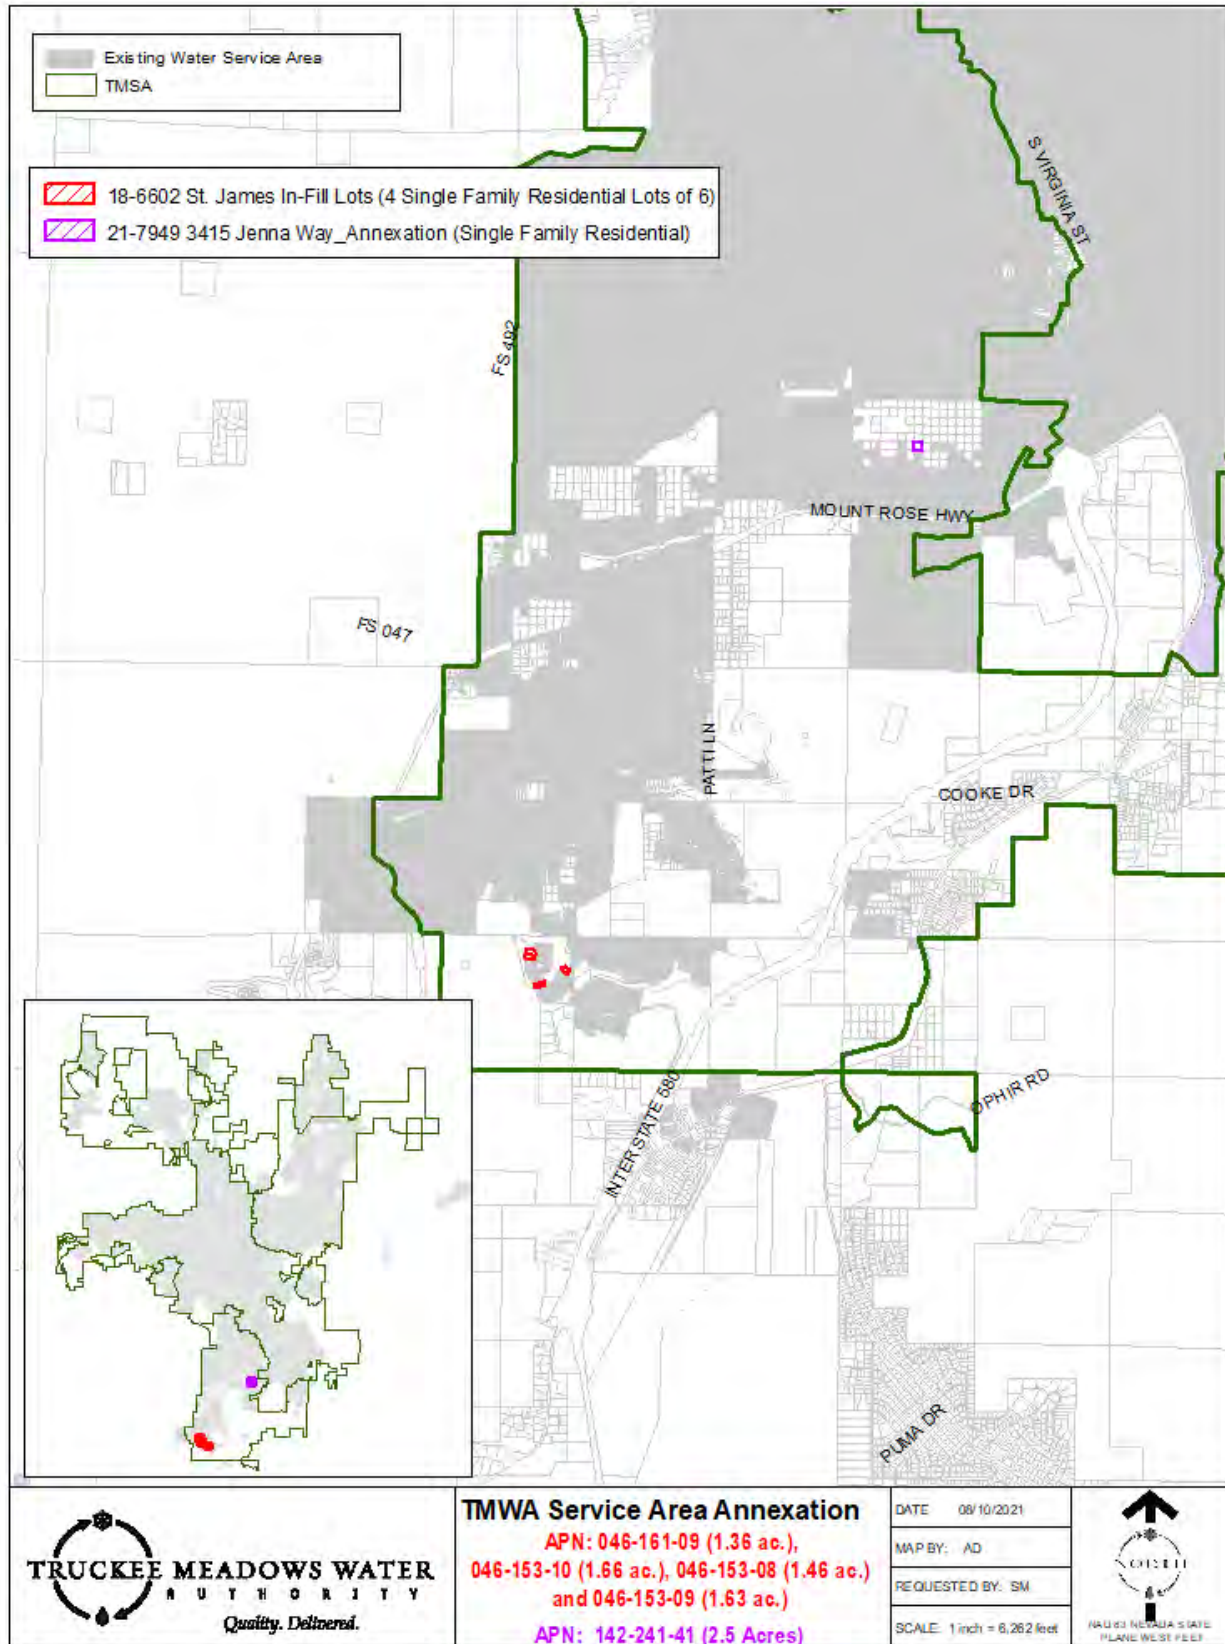 Existing Water Service Area
TMSA
18-6602 St. James In-Fill Lots (4 Single Family Residential Lots of 6)
21-7949 3415 Jenna Way_Annexation (Single Family Residential)
S VIRGINIA ST
FS 492
MOUNT ROSE HWY
FS 047
PATTI LN
COOKE DR
INTERSTATE 580
OPHIR RD
PUMA DR
TRUCKEE MEADOWS WATER
AUTHORITY
Quality. Delivered.
TMWA Service Area Annexation
APN: 046-161-09 (1.36 ac.),
046-153-10 (1.66 ac.), 046-153-08 (1.46 ac.)
and 046-153-09 (1.63 ac.)
APN: 142-241-41 (2.5 Acres)
DATE 08/10/2021
MAP BY: AD
REQUESTED BY: SM
SCALE: 1 inch = 6,262 feet
NORTH
NAD 83 NEVADA STATE
PLANE WEST FEET